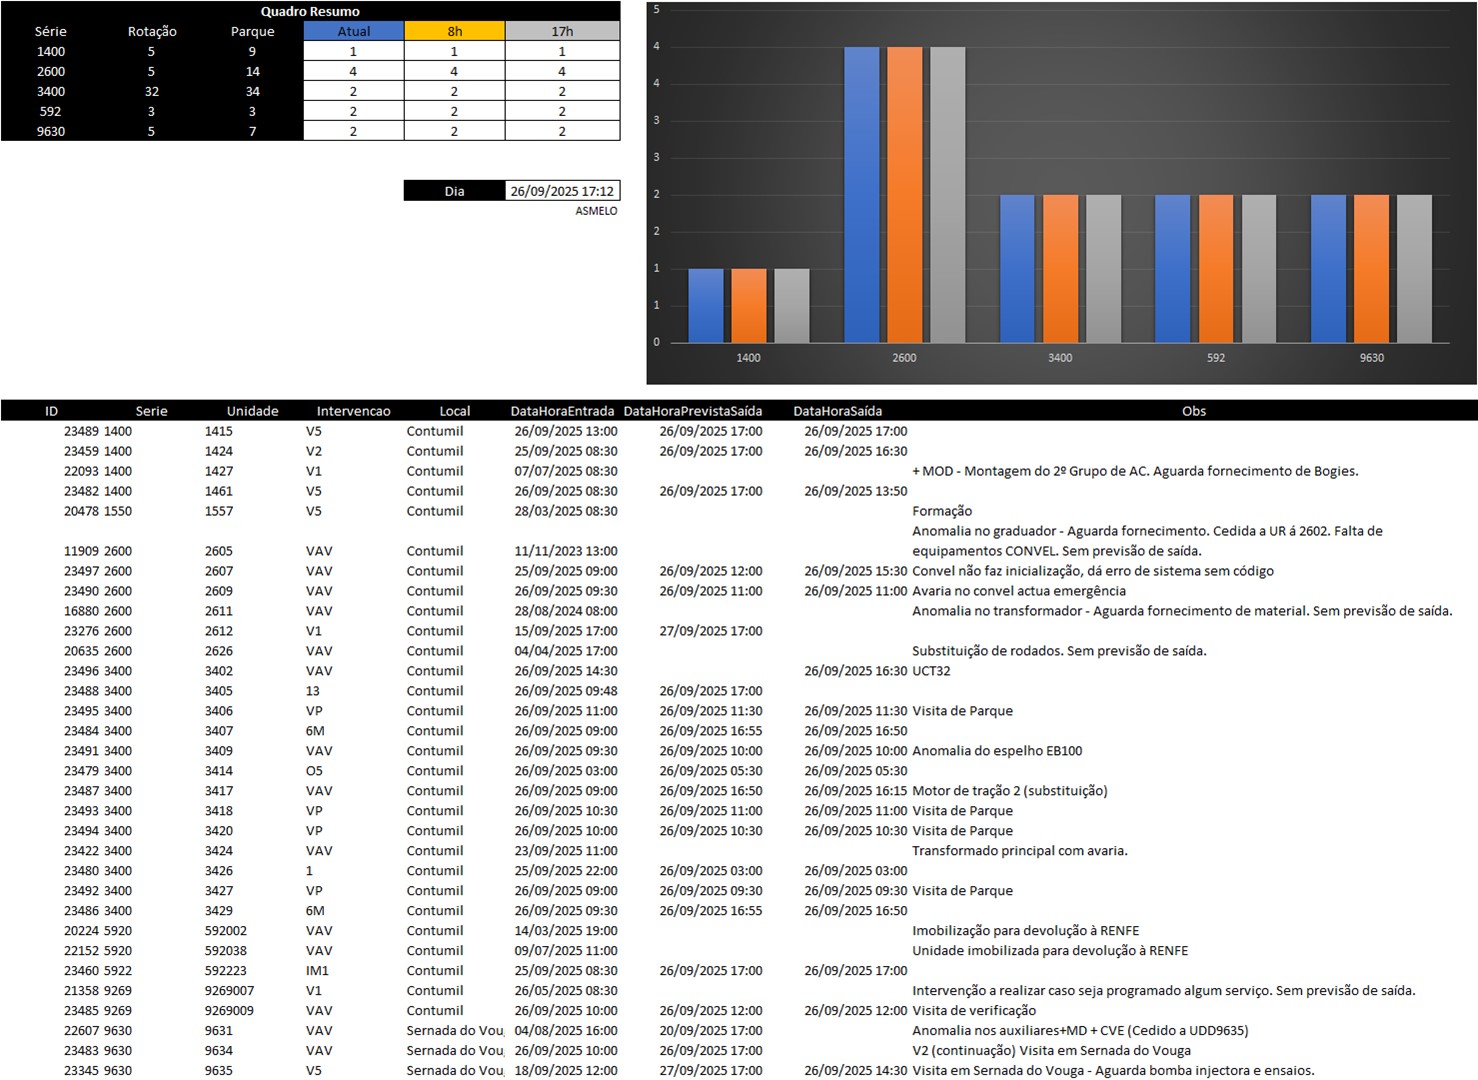 Quadro Resumo
Série Rotação Parque Atual 8h 17h
1400 5 9 1 1 1
2600 5 14 4 4 4
3400 32 34 2 2 2
592 3 3 2 2 2
9630 5 7 2 2 2
Dia 26/09/2025 17:12
ASMELO
5
4
4
3
3
2
2
1
1
0
1400 2600 3400 592 9630
ID Serie Unidade Intervencao Local DataHoraEntrada DataHoraPrevistaSaída DataHoraSaída Obs
23489 1400 1415 V5 Contumil 26/09/2025 13:00 26/09/2025 17:00 26/09/2025 17:00
23459 1400 1424 V2 Contumil 25/09/2025 08:30 26/09/2025 17:00 26/09/2025 16:30
22093 1400 1427 V1 Contumil 07/07/2025 08:30 + MOD - Montagem do 2º Grupo de AC. Aguarda fornecimento de Bogies.
23482 1400 1461 V5 Contumil 26/09/2025 08:30 26/09/2025 17:00 26/09/2025 13:50
20478 1550 1557 V5 Contumil 28/03/2025 08:30 Formação
Anomalia no graduador - Aguarda fornecimento. Cedida a UR á 2602. Falta de
11909 2600 2605 VAV Contumil 11/11/2023 13:00 equipamentos CONVEL. Sem previsão de saída.
23497 2600 2607 VAV Contumil 25/09/2025 09:00 26/09/2025 12:00 26/09/2025 15:30 Convel não faz inicialização, dá erro de sistema sem código
23490 2600 2609 VAV Contumil 26/09/2025 09:30 26/09/2025 11:00 26/09/2025 11:00 Avaria no convel actua emergência
16880 2600 2611 VAV Contumil 28/08/2024 08:00 Anomalia no transformador - Aguarda fornecimento de material. Sem previsão de saída.
23276 2600 2612 V1 Contumil 15/09/2025 17:00 27/09/2025 17:00
20635 2600 2626 VAV Contumil 04/04/2025 17:00 Substituição de rodados. Sem previsão de saída.
23496 3400 3402 VAV Contumil 26/09/2025 14:30 26/09/2025 16:30 UCT32
23488 3400 3405 13 Contumil 26/09/2025 09:48 26/09/2025 17:00
23495 3400 3406 VP Contumil 26/09/2025 11:00 26/09/2025 11:30 26/09/2025 11:30 Visita de Parque
23484 3400 3407 6M Contumil 26/09/2025 09:00 26/09/2025 16:55 26/09/2025 16:50
23491 3400 3409 VAV Contumil 26/09/2025 09:30 26/09/2025 10:00 26/09/2025 10:00 Anomalia do espelho EB100
23479 3400 3414 O5 Contumil 26/09/2025 03:00 26/09/2025 05:30 26/09/2025 05:30
23487 3400 3417 VAV Contumil 26/09/2025 09:00 26/09/2025 16:50 26/09/2025 16:15 Motor de tração 2 (substituição)
23493 3400 3418 VP Contumil 26/09/2025 10:30 26/09/2025 11:00 26/09/2025 11:00 Visita de Parque
23494 3400 3420 VP Contumil 26/09/2025 10:00 26/09/2025 10:30 26/09/2025 10:30 Visita de Parque
23422 3400 3424 VAV Contumil 23/09/2025 11:00 Transformado principal com avaria.
23480 3400 3426 1 Contumil 25/09/2025 22:00 26/09/2025 03:00 26/09/2025 03:00
23492 3400 3427 VP Contumil 26/09/2025 09:00 26/09/2025 09:30 26/09/2025 09:30 Visita de Parque
23486 3400 3429 6M Contumil 26/09/2025 09:30 26/09/2025 16:55 26/09/2025 16:50
20224 5920 592002 VAV Contumil 14/03/2025 19:00 Imobilização para devolução à RENFE
22152 5920 592038 VAV Contumil 09/07/2025 11:00 Unidade imobilizada para devolução à RENFE
23460 5922 592223 IM1 Contumil 25/09/2025 08:30 26/09/2025 17:00 26/09/2025 17:00
21358 9269 9269007 V1 Contumil 26/05/2025 08:30 Intervenção a realizar caso seja programado algum serviço. Sem previsão de saída.
23485 9269 9269009 VAV Contumil 26/09/2025 10:00 26/09/2025 12:00 26/09/2025 12:00 Visita de verificação
22607 9630 9631 VAV Sernada do Vou 04/08/2025 16:00 20/09/2025 17:00 Anomalia nos auxiliares+MD + CVE (Cedido a UDD9635)
23483 9630 9634 VAV Sernada do Vou 26/09/2025 10:00 26/09/2025 17:00 V2 (continuação) Visita em Sernada do Vouga
23345 9630 9635 V5 Sernada do Vou 18/09/2025 12:00 27/09/2025 17:00 26/09/2025 14:30 Visita em Sernada do Vouga - Aguarda bomba injectora e ensaios.